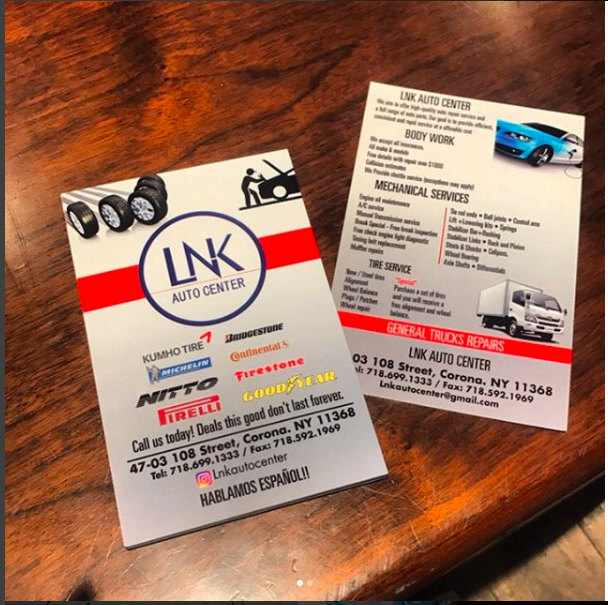 LNK
AUTO CENTER
KUMHO TIRE
BRIDGESTONE
MICHELIN
Continental
NITTO
Firestone
PIRELLI
GOODYEAR
Call us today! Deals this good don't last forever.
47-03 108 Street, Corona, NY 11368
Tel: 718.699.1333 / Fax: 718.592.1969
Lnkautocenter
HABLAMOS ESPAÑOL!!
LNK AUTO CENTER
We aim to offer high quality auto repair service and
a full range of auto parts. Our goal is to provide efficient,
convenient and rapid service at a affordable cost
BODY WORK
We accept all insurances.
All make & models
Free details with repair over $1000
Collision estimates
We Provide shuttle service (exceptions may apply)
MECHANICAL SERVICES
Engine oil maintenance
A/C service
Manual Transmission service
Break Special - Free break inspection
Free check engine light diagnostic
Timing belt replacement
Muffler repairs
Tie rod ends • Ball joints • Control arm
Lift • Lowering kits • Springs
Stabilizer Bar • Bushing
Stabilizer Links • Rack and Pinion
Struts & Shocks • Calipers.
Wheel Bearing
Axle Shafts • Differentials
TIRE SERVICE
New / Used tires
Alignment
Wheel Balance
Plugs / Patches
Wheel repair
"Special"
Purchase a set of tires
and you will receive a
free alignment and wheel
balance.
GENERAL TRUCKS REPAIRS
LNK AUTO CENTER
03 108 Street, Corona, NY 11368
el: 718.699.1333 / Fax: 718.592.1969
Lnkautocenter@gmail.com